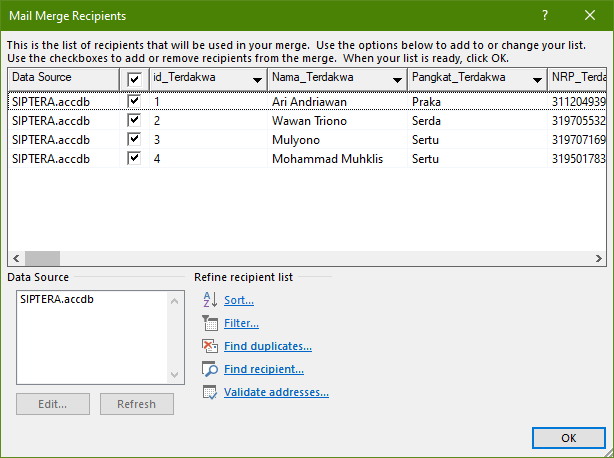 Mail Merge Recipients
?
This is the list of recipients that will be used in your merge. Use the options below to add to or change your list.
Use the checkboxes to add or remove recipients from the merge. When your list is ready, click OK.
Data Source id_Terdakwa Nama_Terdakwa Pangkat_Terdakwa NRP_Terda
SIPTERA.accdb 1 Ari Andriawan Praka 311204939
SIPTERA.accdb 2 Wawan Triono Serda 319705532
SIPTERA.accdb 3 Mulyono Sertu 319707169
SIPTERA.accdb 4 Mohammad Muhklis Sertu 319501783
Data Source
SIPTERA.accdb
Edit... Refresh
Refine recipient list
Sort...
Filter...
Find duplicates...
Find recipient...
Validate addresses...
OK